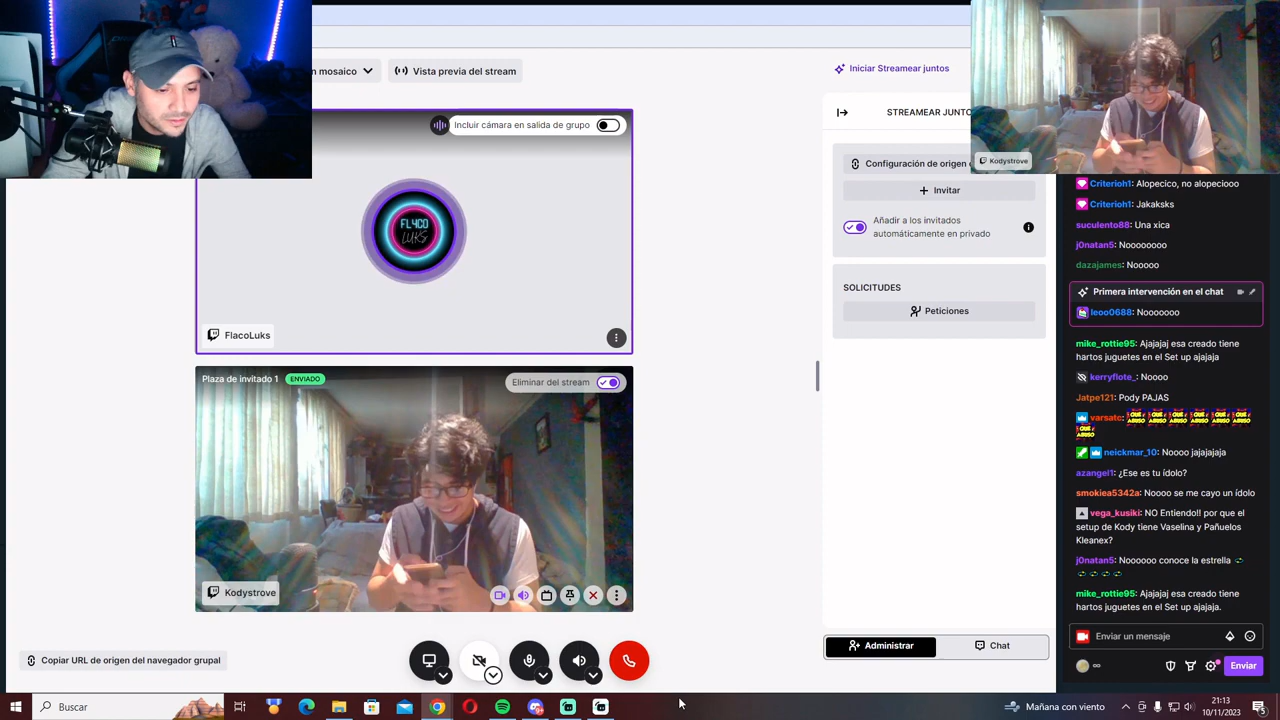 n mosaico
Vista previa del stream
Iniciar Streamear juntos
Incluir cámara en salida de grupo
FLYCO
LUKS
FlacoLuks
Plaza de invitado 1
ENVIADO
Eliminar del stream
Kodystrove
Copiar URL de origen del navegador grupal
STREAMEAR JUNTO
Configuración de origen
Invitar
Añadir a los invitados
automáticamente en privado
SOLICITUDES
Peticiones
Administrar
Chat
Kodystrove
Criterioh1: Alopecico, no alopeciooo
Criterioh1: Jakaksks
suculento88: Una xica
j0natan5: Nooooooo
dazajames: Nooooo
Primera intervención en el chat
leoo0688: Nooooooo
mike_rottie95: Ajajajaj esa creado tiene
hartos juguetes en el Set up ajajaja
kerryflote_: Noooo
Jatpe121: Pody PAJAS
varsatc:
neickmar_10: Noooo jajajajaja
azangel1: ¿Ese es tu ídolo?
smokiea5342a: Noooo se me cayo un ídolo
vega_kusiki: NO Entiendo!! por que el
setup de Kody tiene Vaselina y Pañuelos
Kleanex?
j0natan5: Noooooo conoce la estrella
mike_rottie95: Ajajajaj esa creado tiene
hartos juguetes en el Set up ajajaja.
Enviar un mensaje
∞
Enviar
Buscar
Mañana con viento
21:13
10/11/2023
5